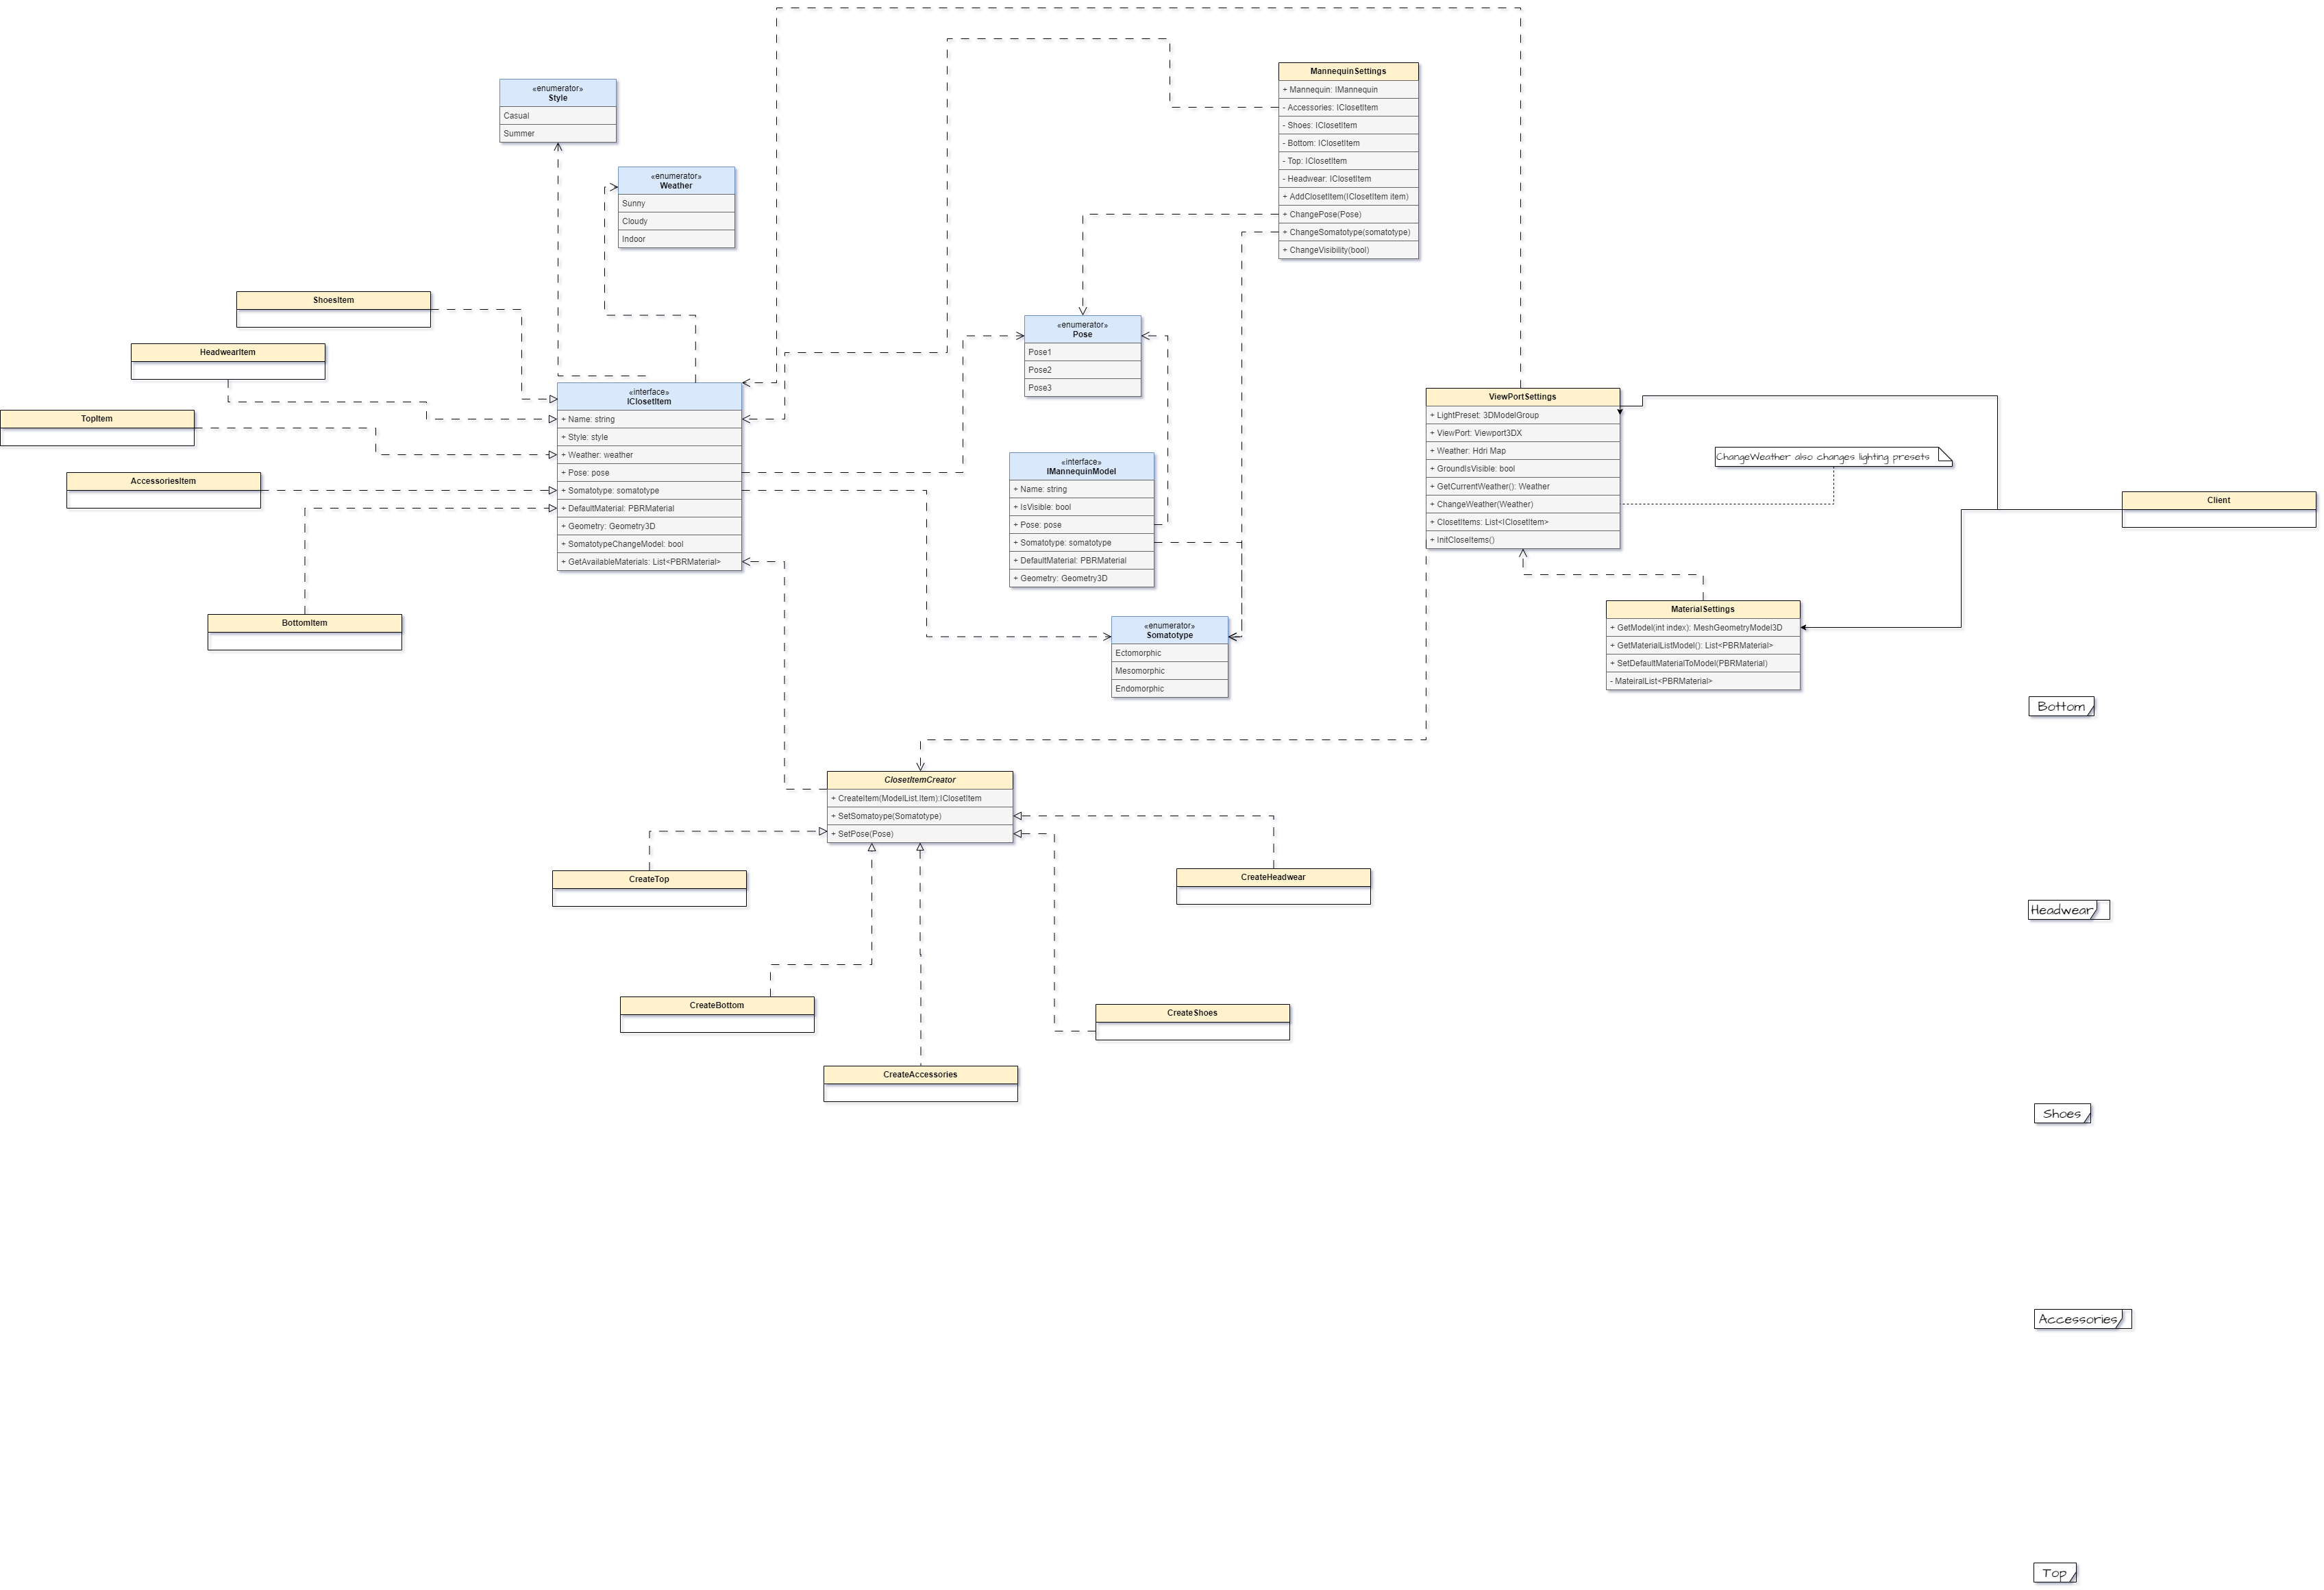 MannequinSettings
+ Mannequin: IMannequin
- Accessories: IClosetItem
- Shoes: IClosetItem
- Bottom: IClosetItem
- Top: IClosetItem
- Headwear: IClosetItem
+ AddClosetItem(IClosetItem item)
+ ChangePose(Pose)
+ ChangeSomatotype(somatotype)
+ ChangeVisibility(bool)
«enumerator»
Style
Casual
Summer
«enumerator»
Weather
Sunny
Cloudy
Indoor
ShoesItem
HeadwearItem
TopItem
AccessoriesItem
BottomItem
«interface»
IClosetItem
+ Name: string
+ Style: style
+ Weather: weather
+ Pose: pose
+ Somatotype: somatotype
+ DefaultMaterial: PBRMaterial
+ Geometry: Geometry3D
+ SomatotypeChangeModel: bool
+ GetAvailableMaterials: List<PBRMaterial>
«enumerator»
Pose
Pose1
Pose2
Pose3
«interface»
IMannequinModel
+ Name: string
+ IsVisible: bool
+ Pose: pose
+ Somatotype: somatotype
+ DefaultMaterial: PBRMaterial
+ Geometry: Geometry3D
«enumerator»
Somatotype
Ectomorphic
Mesomorphic
Endomorphic
ViewPortSettings
+ LightPreset: 3DModelGroup
+ ViewPort: Viewport3DX
+ Weather: Hdri Map
+ GroundIsVisible: bool
+ GetCurrentWeather(): Weather
+ ChangeWeather(Weather)
+ ClosetItems: List<IClosetItem>
+ InitCloseItems()
ChangeWeather also changes lighting presets
Client
MaterialSettings
+ GetModel(int index): MeshGeometryModel3D
+ GetMaterialListModel(): List<PBRMaterial>
+ SetDefaultMaterialToModel(PBRMaterial)
- MateiralList<PBRMaterial>
ClosetItemCreator
+ CreateItem(ModelList.Item):IClosetItem
+ SetSomatoype(Somatotype)
+ SetPose(Pose)
CreateTop
CreateHeadwear
CreateBottom
CreateShoes
CreateAccessories
Bottom
Headwear
Shoes
Accessories
Top